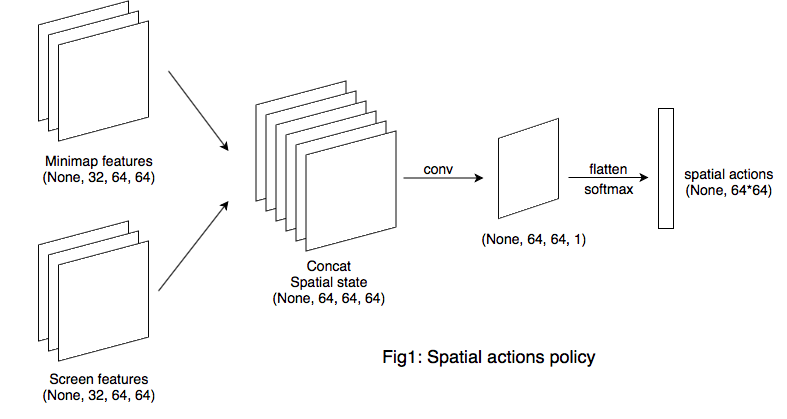 Minimap features
(None, 32, 64, 64)
Screen features
(None, 32, 64, 64)
Concat
Spatial state
(None, 64, 64, 64)
conv
(None, 64, 64, 1)
flatten
softmax
spatial actions
(None, 64*64)
Fig1: Spatial actions policy